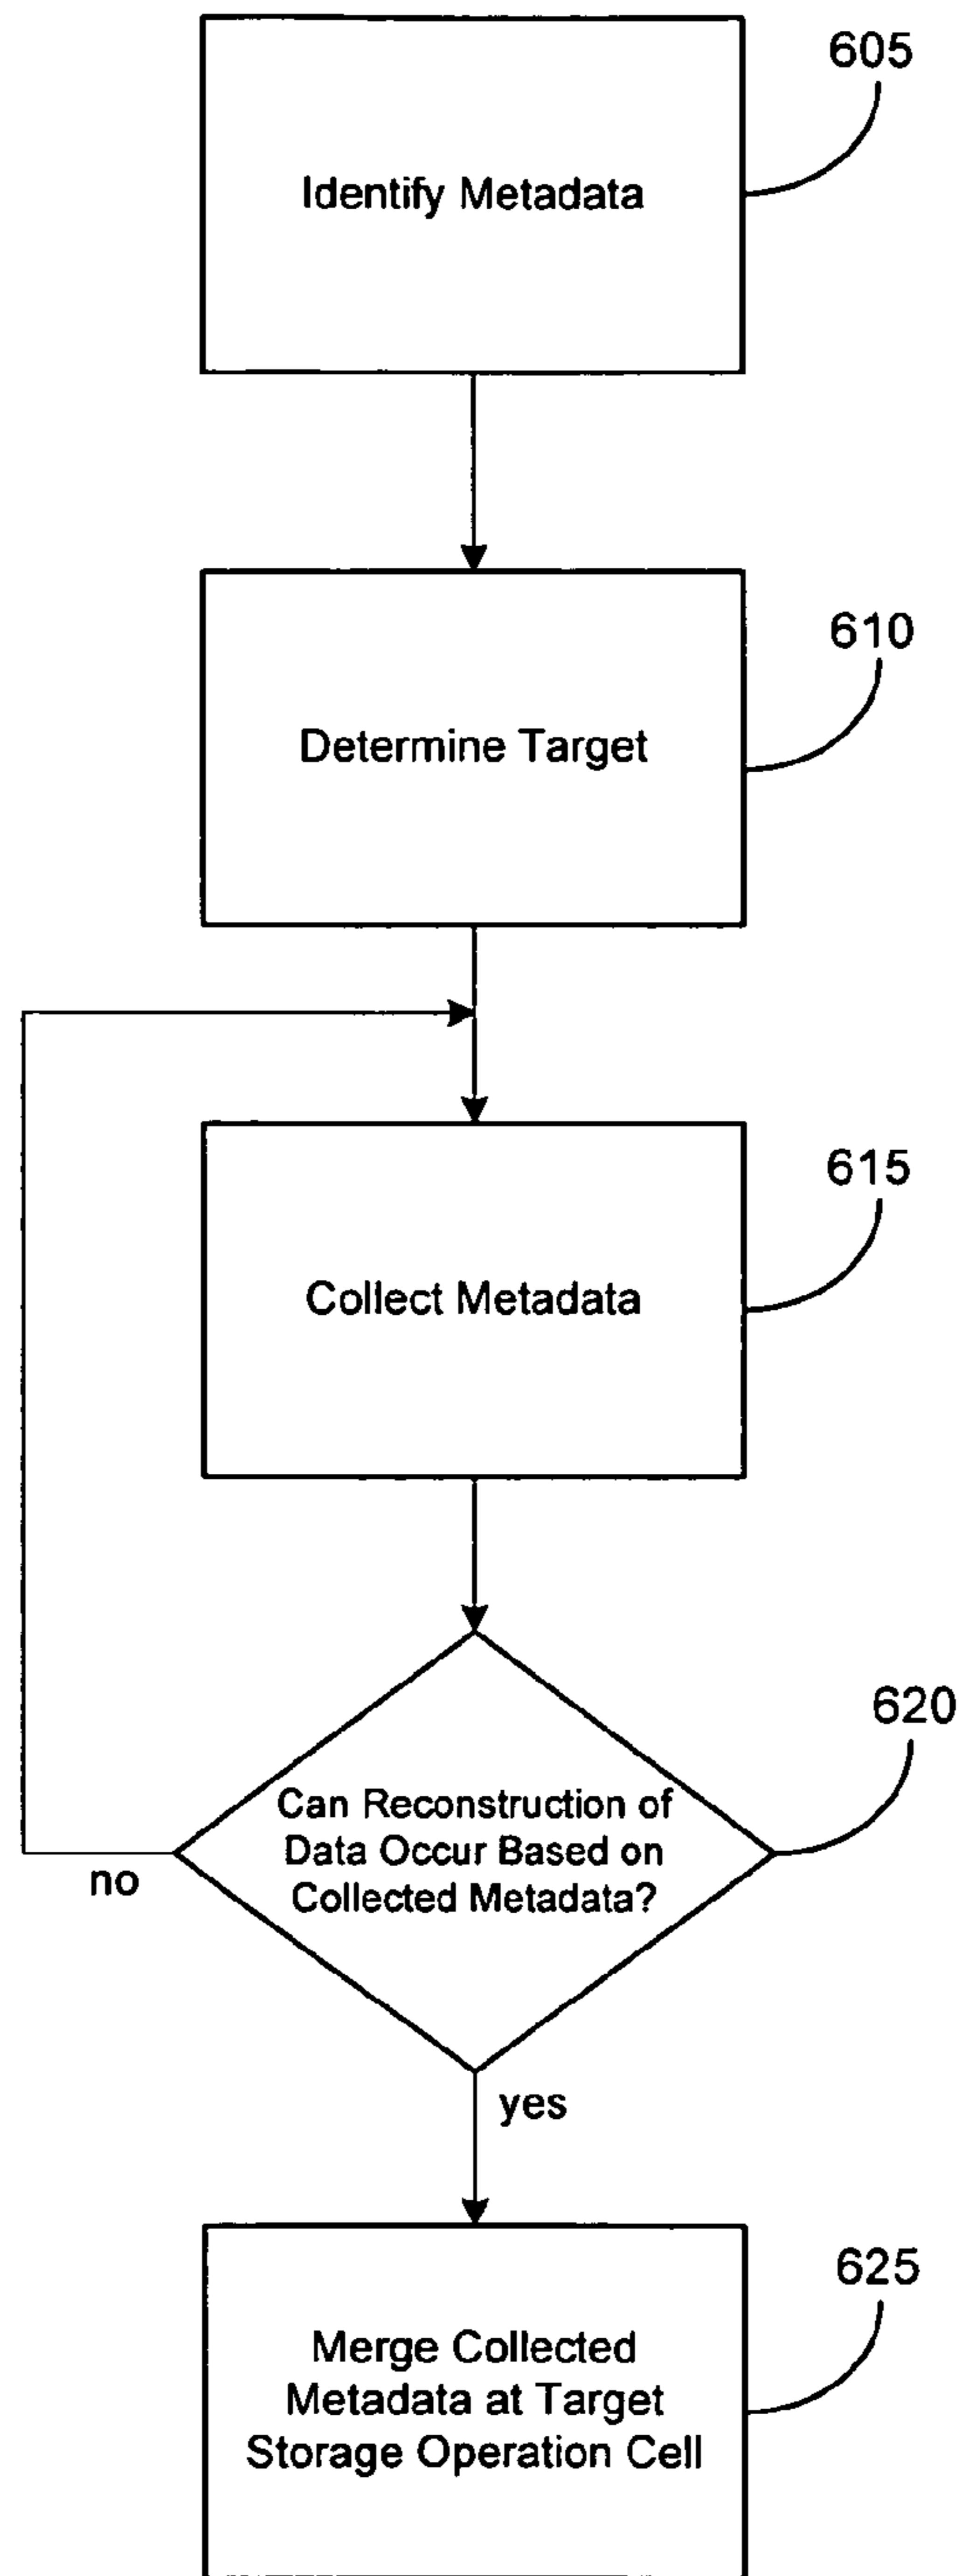 605
Identify Metadata
610
Determine Target
615
Collect Metadata
620
Can Reconstruction of
Data Occur Based on
Collected Metadata?
no
yes
625
Merge Collected
Metadata at Target
Storage Operation Cell